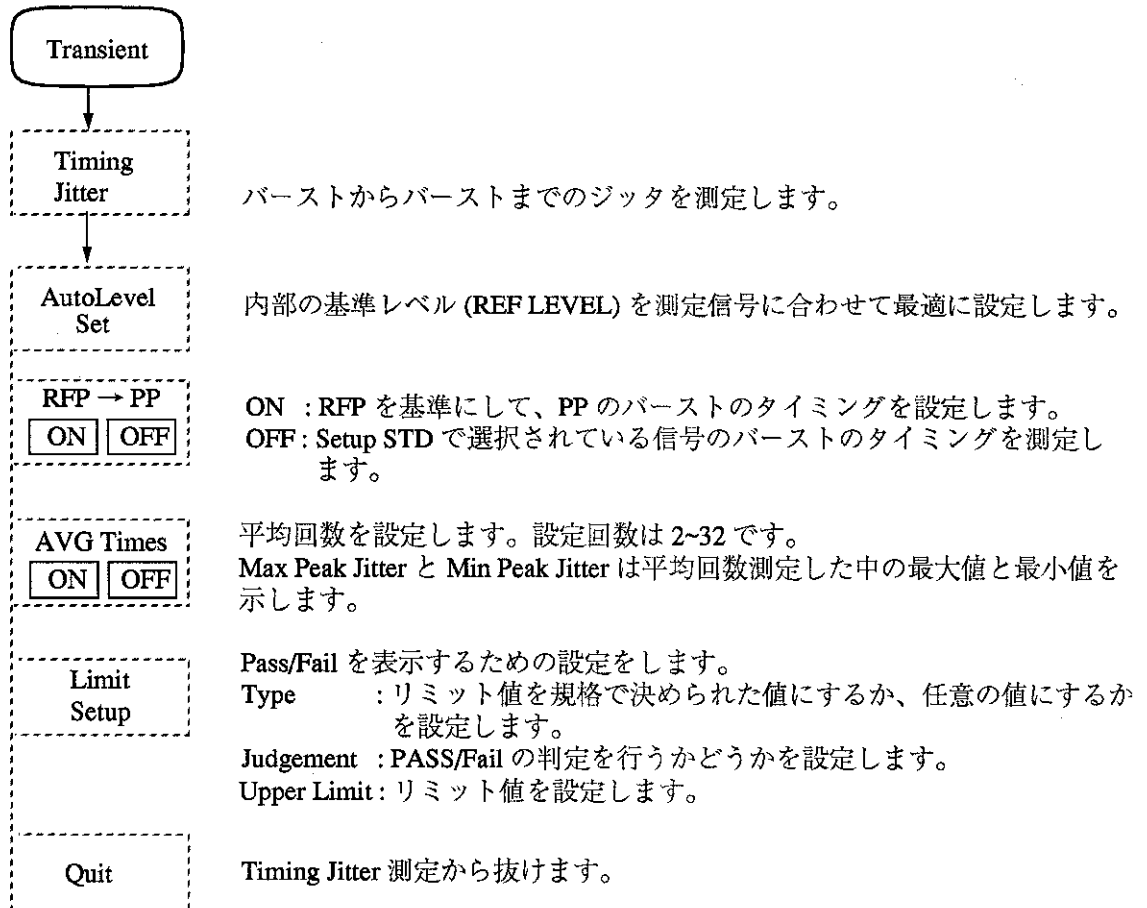 Transient
Timing
Jitter
バーストからバーストまでのジッタを測定します。
AutoLevel
Set
内部の基準レベル (REF LEVEL) を測定信号に合わせて最適に設定します。
RFP → PP
ON OFF
ON : RFP を基準にして、PP のバーストのタイミングを設定します。
OFF : Setup STD で選択されている信号のバーストのタイミングを測定し
ます。
AVG Times
ON OFF
平均回数を設定します。設定回数は 2~32 です。
Max Peak Jitter と Min Peak Jitter は平均回数測定した中の最大値と最小値を
示します。
Limit
Setup
Pass/Fail を表示するための設定をします。
Type : リミット値を規格で決められた値にするか、任意の値にするか
を設定します。
Judgement : PASS/Fail の判定を行うかどうかを設定します。
Upper Limit : リミット値を設定します。
Quit
Timing Jitter 測定から抜けます。